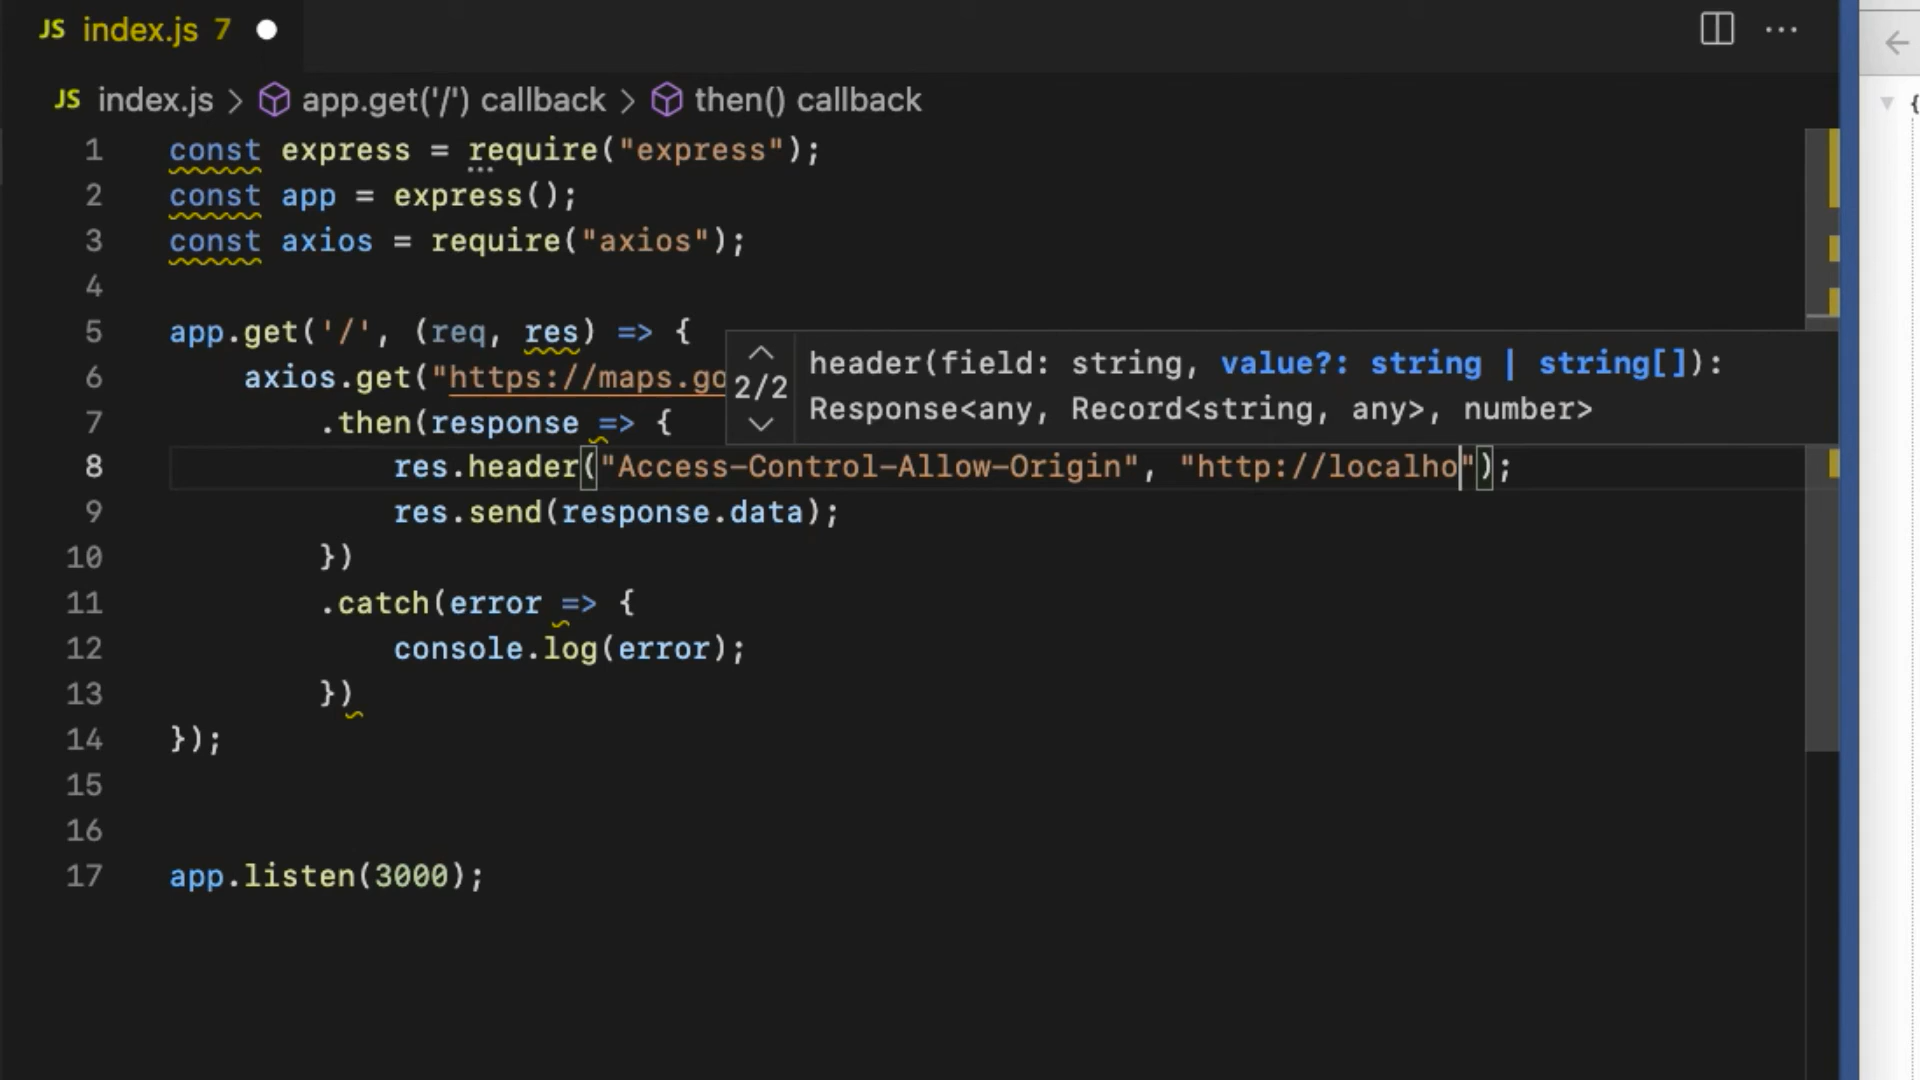 JS index.js 7
JS index.js > app.get('/') callback > then() callback
1 const express = require("express");
2 const app = express();
3 const axios = require("axios");
4
5 app.get('/', (req, res) => {
6 axios.get("https://maps.go
2/2
header(field: string, value?: string | string[]):
Response<any, Record<string, any>, number>
7 .then(response => {
8 res.header("Access-Control-Allow-Origin", "http://localho");
9 res.send(response.data);
10 })
11 .catch(error => {
12 console.log(error);
13 })
14 });
15
16
17 app.listen(3000);
{